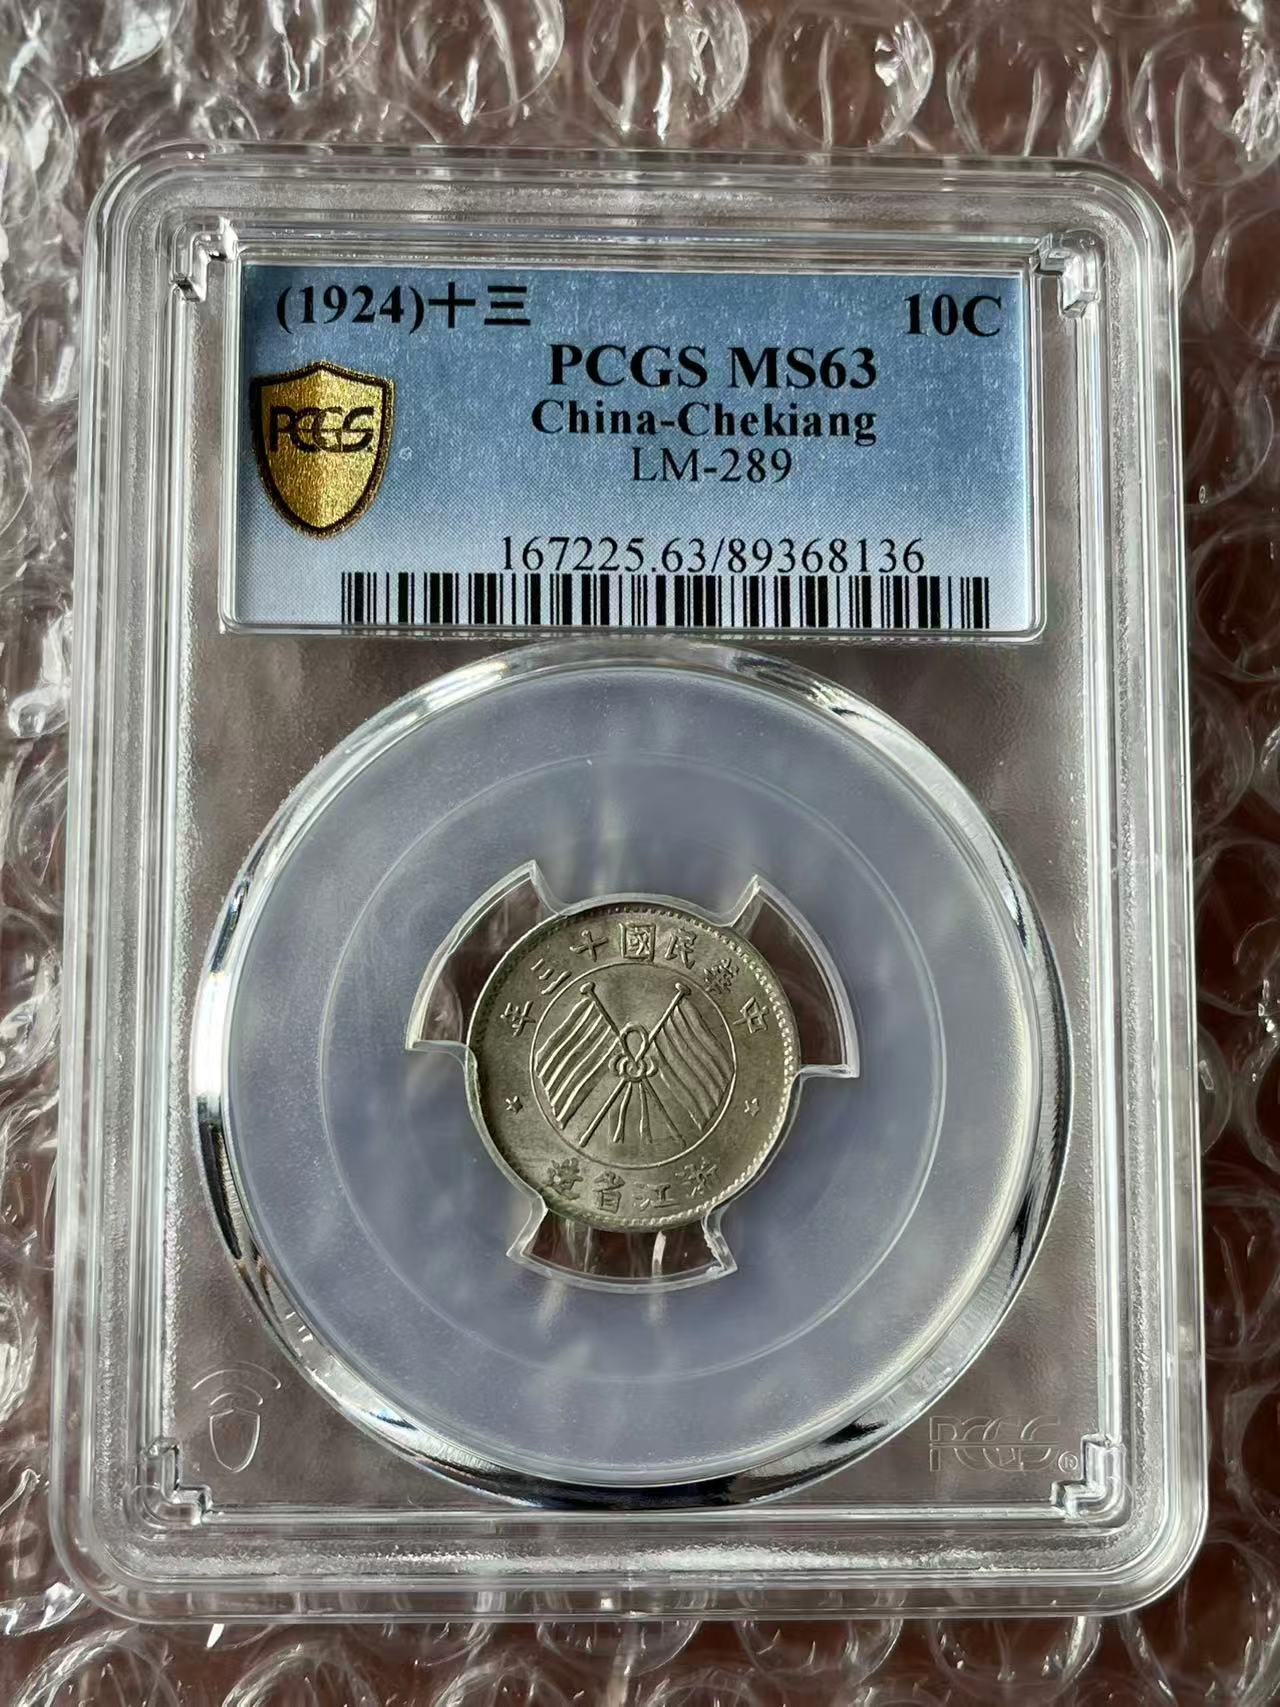 (1924)十三 10C
PCGS MS63
China-Chekiang
LM-289
PCGS
167225.63/89368136
中華民國十三年
浙江省造
PCGS®